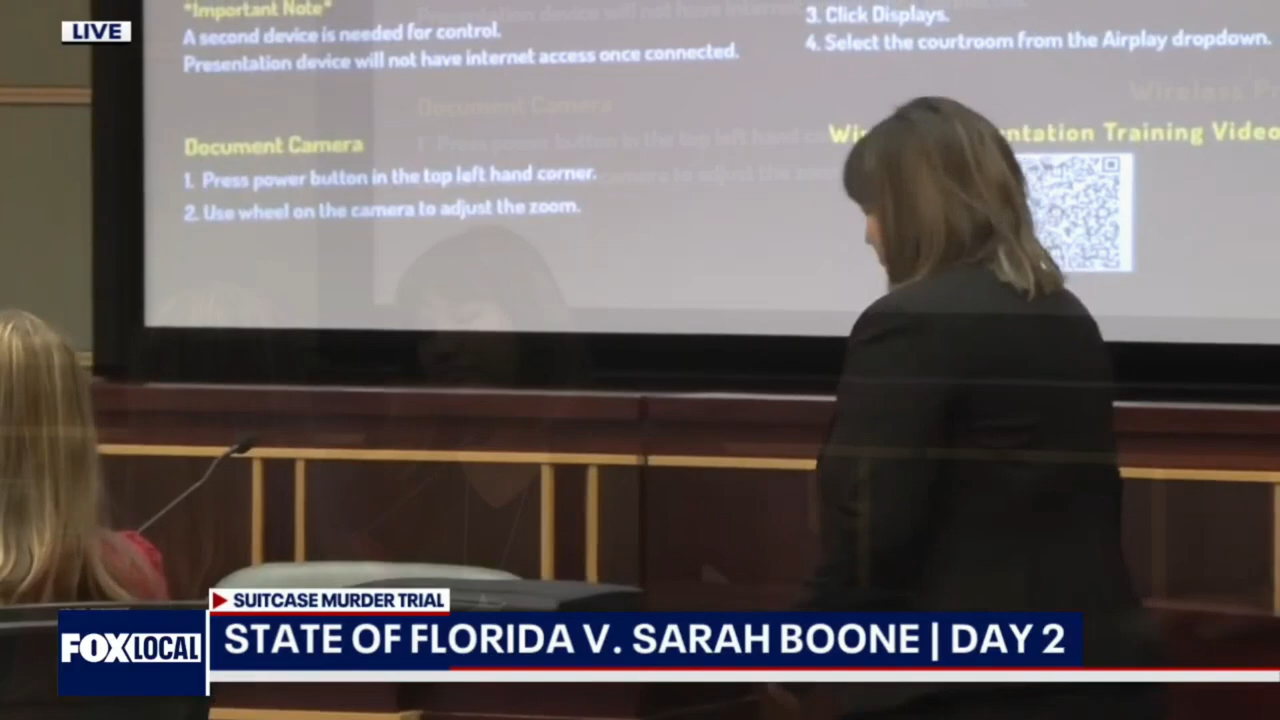 LIVE
*Important Note*
A second device is needed for control.
Presentation device will not have internet access once connected.
Document Camera
1. Press power button in the top left hand corner.
2. Use wheel on the camera to adjust the zoom.
3. Click Displays.
4. Select the courtroom from the Airplay dropdown.
Training Video
SUITCASE MURDER TRIAL
FOX LOCAL
STATE OF FLORIDA V. SARAH BOONE | DAY 2